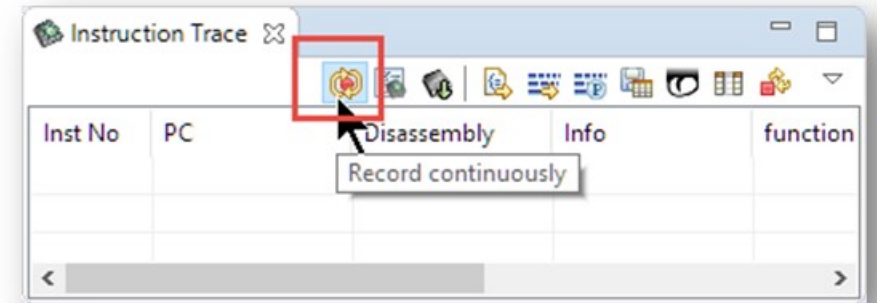 Instruction Trace
Inst No PC Disassembly Info function
Record continuously